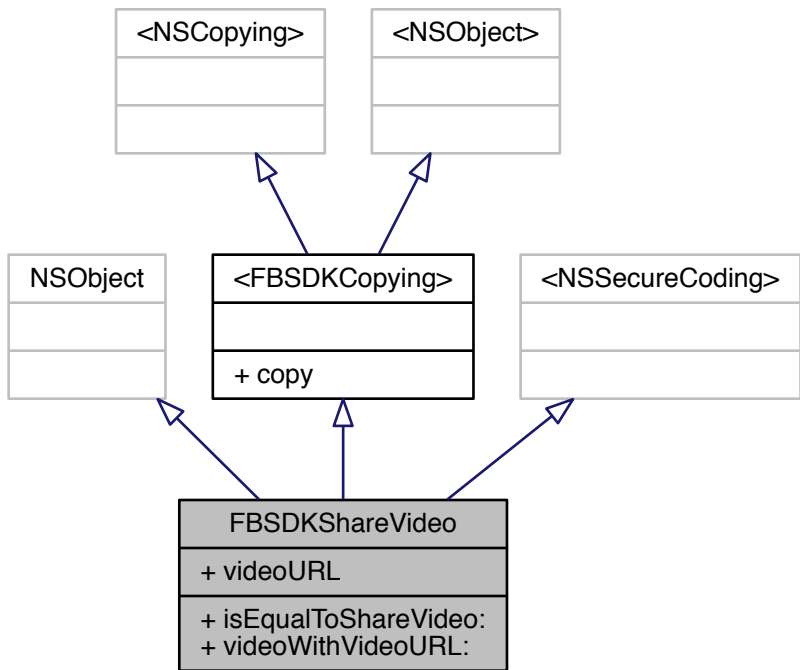 <NSCopying>
<NSObject>
NSObject
<FBSDKCopying>
+ copy
<NSSecureCoding>
FBSDKShareVideo
+ videoURL
+ isEqualToShareVideo:
+ videoWithVideoURL: